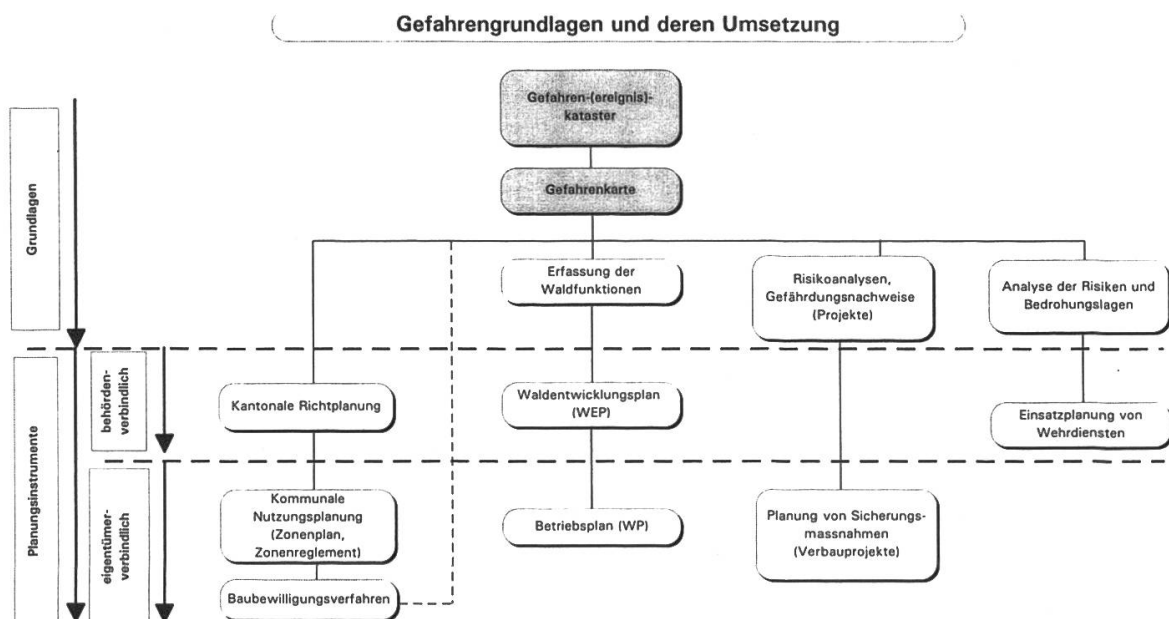 Gefahrengrundlagen und deren Umsetzung
Gefahren-(ereignis)-
kataster
Gefahrenkarte
Grundlagen
Erfassung der
Waldfunktionen
Risikoanalysen,
Gefährdungsnachweise
(Projekte)
Analyse der Risiken und
Bedrohungslagen
Planungsinstrumente
behörden-
verbindlich
Kantonale Richtplanung
Waldentwicklungsplan
(WEP)
Einsatzplanung von
Wehrdiensten
eigentümer-
verbindlich
Kommunale
Nutzungsplanung
(Zonenplan,
Zonenreglement)
Betriebsplan (WP)
Planung von Sicherungs-
massnahmen
(Verbauprojekte)
Baubewilligungsverfahren